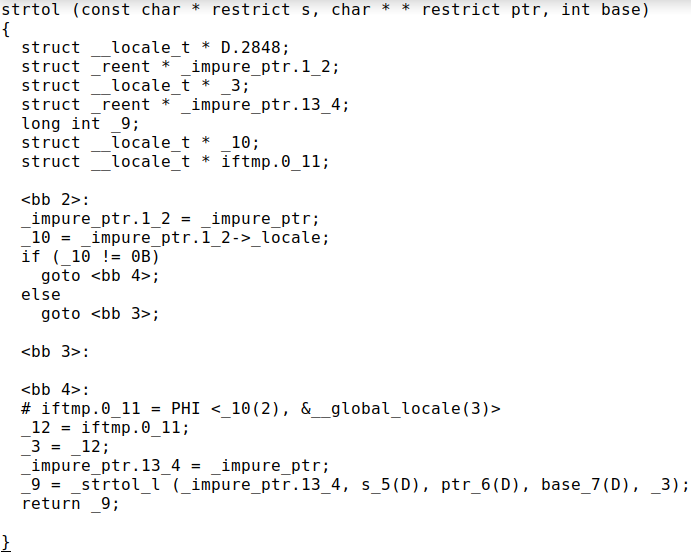 strtol (const char * restrict s, char * * restrict ptr, int base)
{
  struct __locale_t * D.2848;
  struct _reent * _impure_ptr.1_2;
  struct __locale_t * _3;
  struct _reent * _impure_ptr.13_4;
  long int _9;
  struct __locale_t * _10;
  struct __locale_t * iftmp.0_11;

  <bb 2>:
  _impure_ptr.1_2 = _impure_ptr;
  _10 = _impure_ptr.1_2->_locale;
  if (_10 != 0B)
    goto <bb 4>;
  else
    goto <bb 3>;

  <bb 3>:

  <bb 4>:
  # iftmp.0_11 = PHI <_10(2), &__global_locale(3)>
  _12 = iftmp.0_11;
  _3 = _12;
  _impure_ptr.13_4 = _impure_ptr;
  _9 = _strtol_l (_impure_ptr.13_4, s_5(D), ptr_6(D), base_7(D), _3);
  return _9;

}